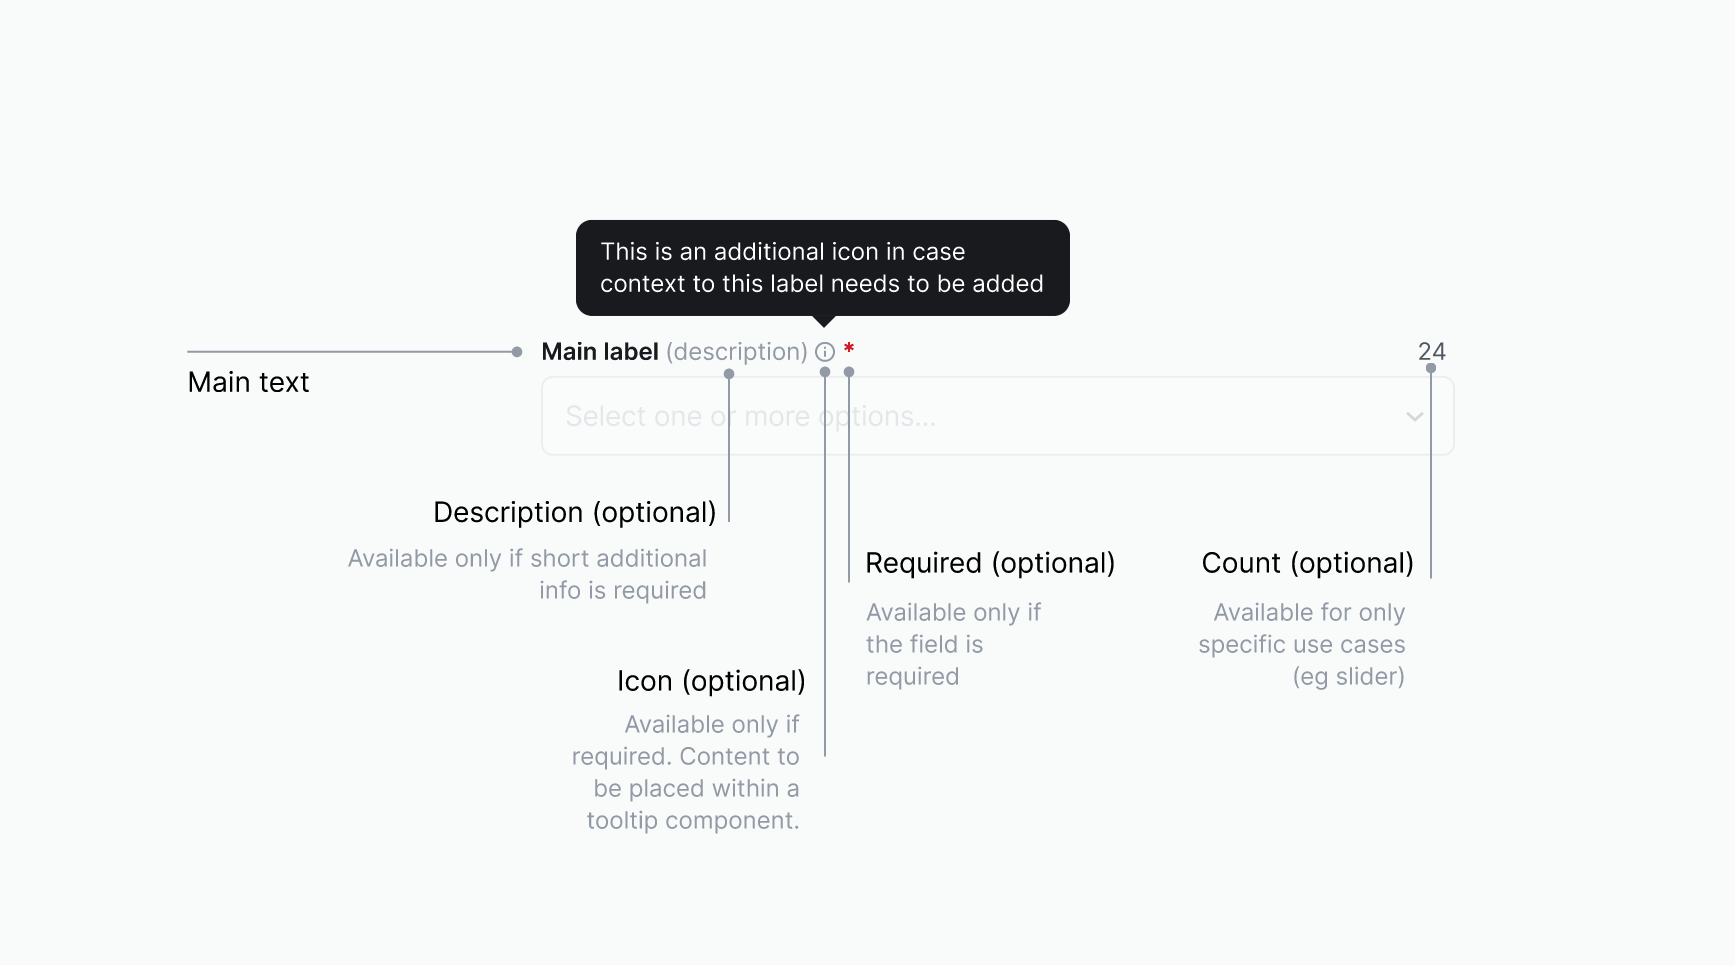 This is an additional icon in case
context to this label needs to be added
Main label (description) *
24
Main text
Select one or more options...
Description (optional)
Available only if short additional
info is required
Required (optional)
Available only if
the field is
required
Count (optional)
Available for only
specific use cases
(eg slider)
Icon (optional)
Available only if
required. Content to
be placed within a
tooltip component.